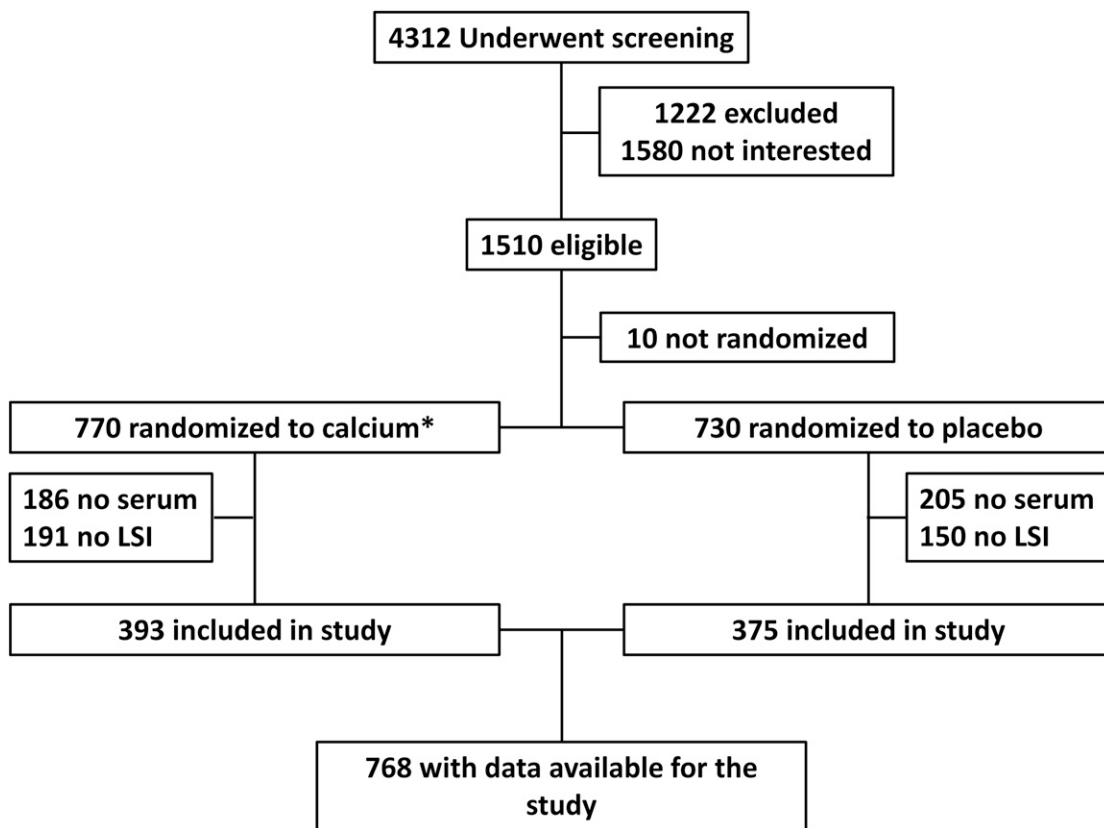 4312 Underwent screening
1222 excluded
1580 not interested
1510 eligible
10 not randomized
770 randomized to calcium*
730 randomized to placebo
186 no serum
191 no LSI
205 no serum
150 no LSI
393 included in study
375 included in study
768 with data available for the
study